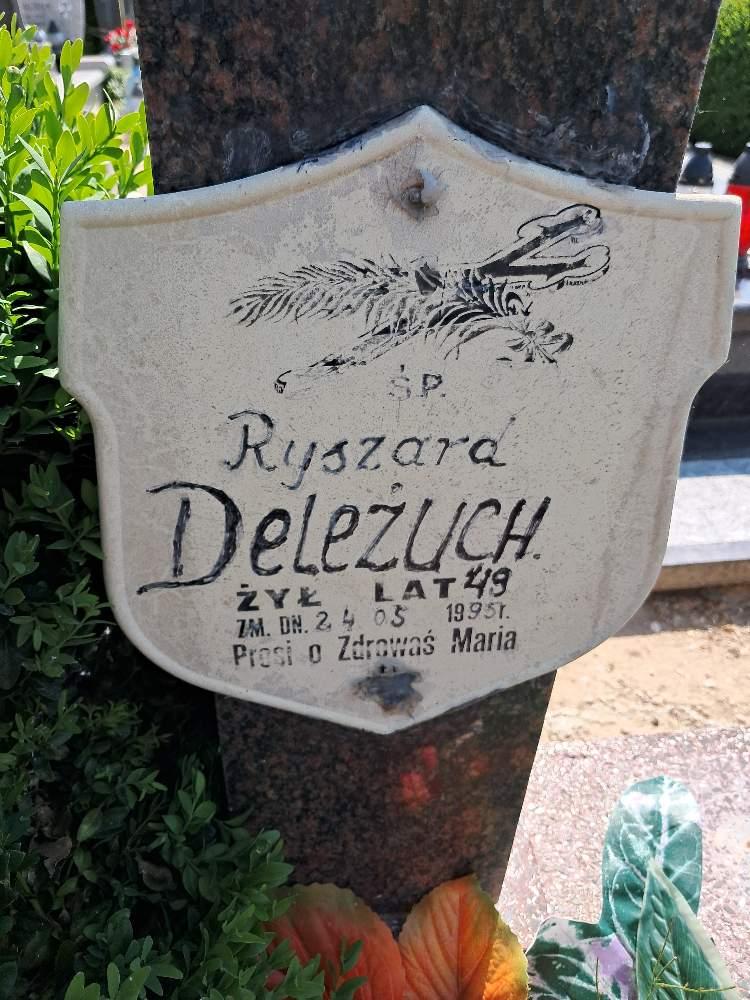 ŚP.
Ryszard
DeleŻUCH.
ŻYŁ LAT 49
ZM. DN. 24 05 1995r.
Prosi o Zdrowaś Maria